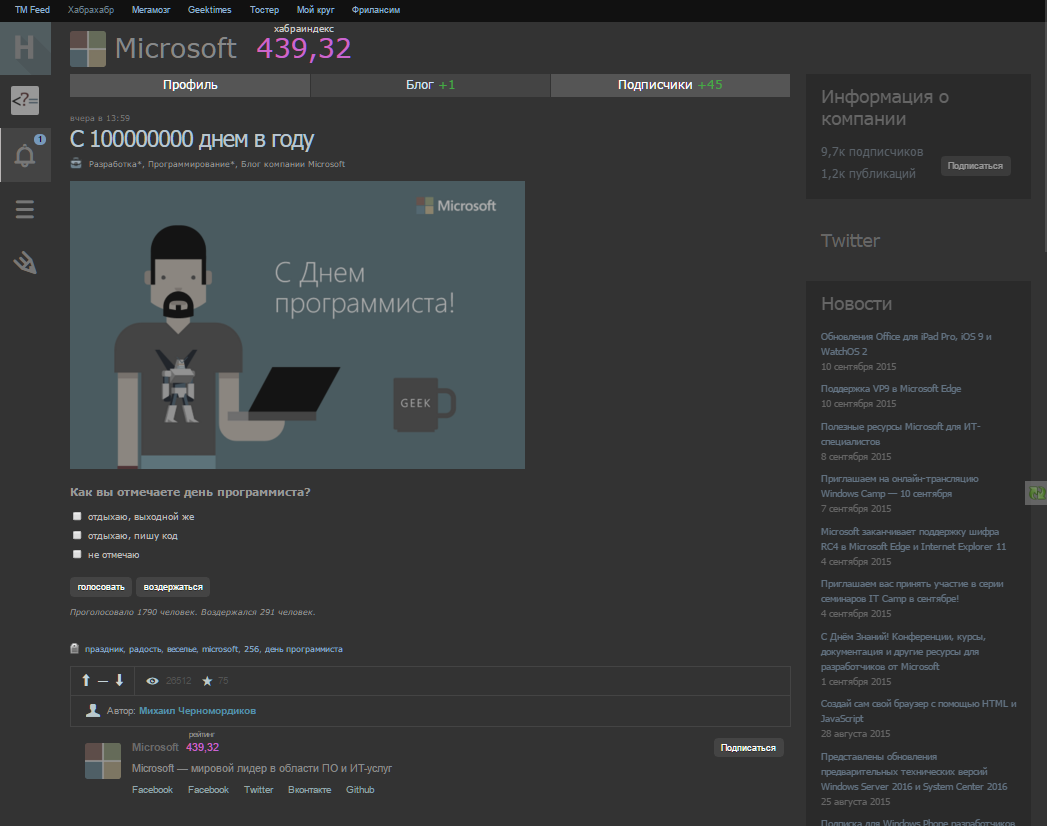 TM Feed Хабрахабр Мегамозг Geektimes Тостер Мой круг Фрилансим
H
<?=
1
хабраиндекс
Microsoft 439,32
Профиль Блог +1 Подписчики +45
вчера в 13:59
С 100000000 днем в году
Разработка*, Программирование*, Блог компании Microsoft
Microsoft
С Днем
программиста!
GEEK
Как вы отмечаете день программиста?
отдыхаю, выходной же
отдыхаю, пишу код
не отмечаю
голосовать воздержаться
Проголосовало 1790 человек. Воздержался 291 человек.
праздник, радость, веселье, microsoft, 256, день программиста
28512 75
Автор: Михаил Черномордиков
рейтинг
Microsoft 439,32
Подписаться
Microsoft — мировой лидер в области ПО и ИТ-услуг
Facebook Facebook Twitter Вконтакте Github
Информация о
компании
9,7к подписчиков
1,2к публикаций
Подписаться
Twitter
Новости
Обновления Office для iPad Pro, iOS 9 и
WatchOS 2
10 сентября 2015
Поддержка VP9 в Microsoft Edge
10 сентября 2015
Полезные ресурсы Microsoft для ИТ-
специалистов
8 сентября 2015
Приглашаем на онлайн-трансляцию
Windows Camp — 10 сентября
7 сентября 2015
Microsoft заканчивает поддержку шифра
RC4 в Microsoft Edge и Internet Explorer 11
4 сентября 2015
Приглашаем вас принять участие в серии
семинаров IT Camp в сентябре!
4 сентября 2015
С Днём Знаний! Конференции, курсы,
документация и другие ресурсы для
разработчиков от Microsoft
1 сентября 2015
Создай сам свой браузер с помощью HTML и
JavaScript
28 августа 2015
Представлены обновления
предварительных технических версий
Windows Server 2016 и System Center 2016
25 августа 2015
Подписка для Windows Phone разработчиков